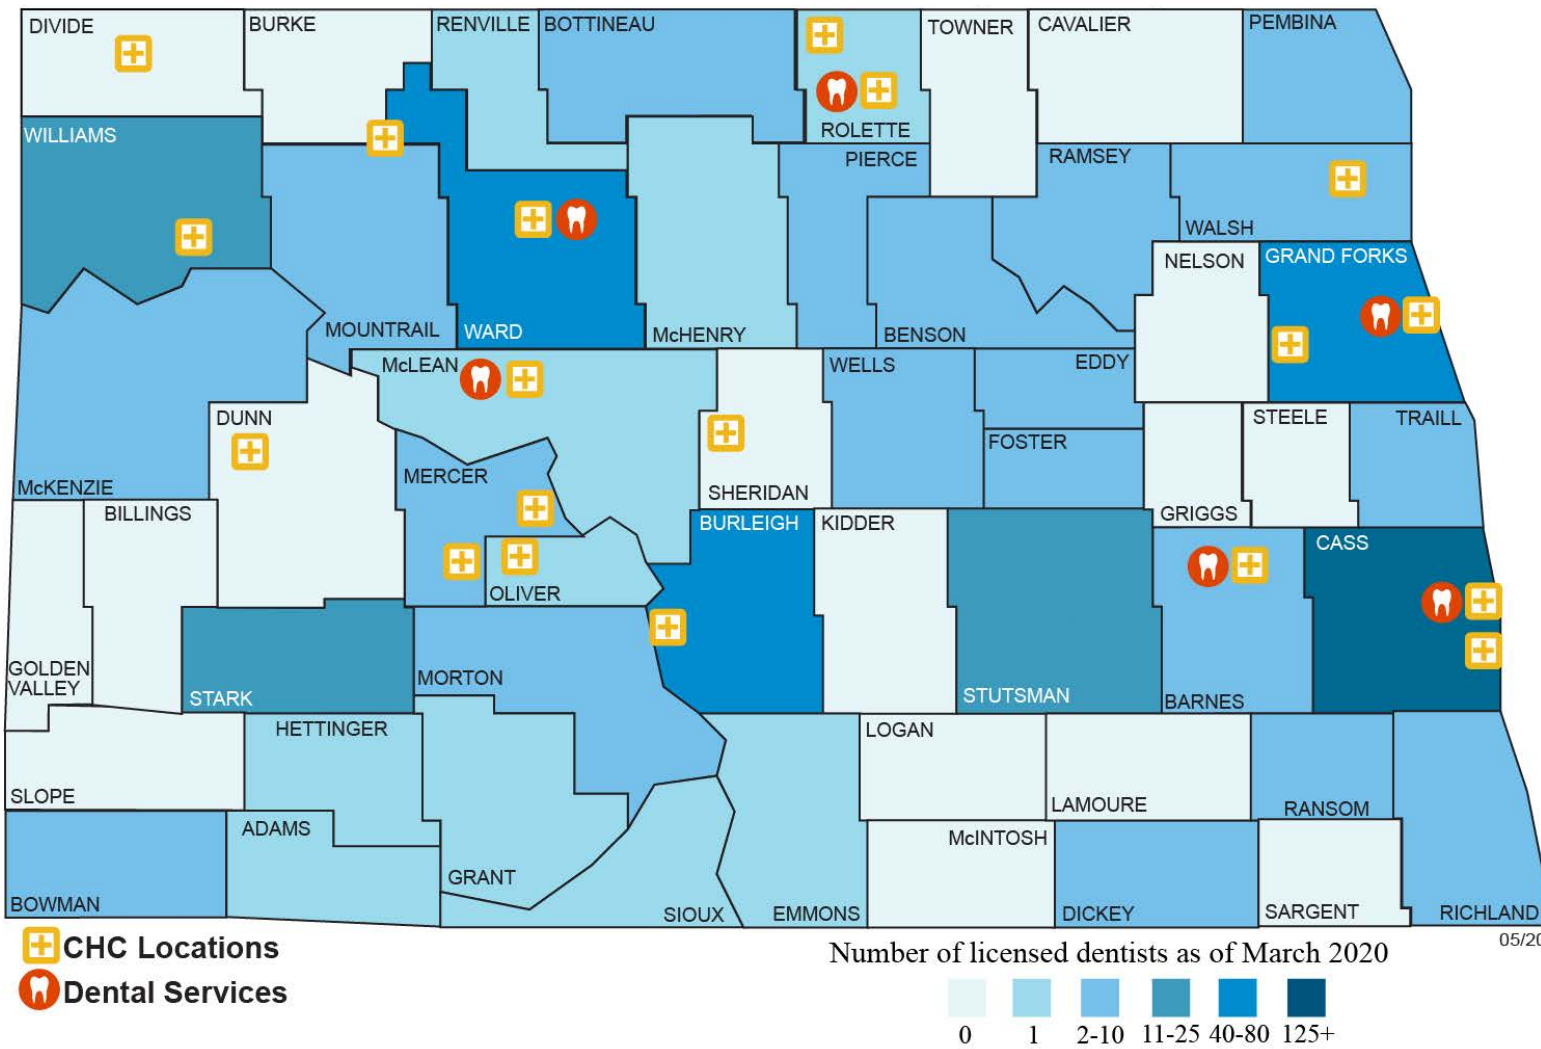 DIVIDE
BURKE
RENVILLE
BOTTINEAU
TOWNER
CAVALIER
PEMBINA
WILLIAMS
ROLETTE
PIERCE
RAMSEY
WALSH
NELSON
GRAND FORKS
MOUNTRAIL
WARD
McHENRY
BENSON
McLEAN
WELLS
EDDY
DUNN
STEELE
TRAILL
FOSTER
MERCER
McKENZIE
SHERIDAN
BILLINGS
GRIGGS
BURLEIGH
KIDDER
CASS
OLIVER
GOLDEN
VALLEY
MORTON
STARK
STUTSMAN
BARNES
HETTINGER
LOGAN
SLOPE
LAMOURE
RANSOM
ADAMS
McINTOSH
GRANT
BOWMAN
SIOUX
EMMONS
DICKEY
SARGENT
RICHLAND
05/20
CHC Locations
Dental Services
Number of licensed dentists as of March 2020
0 1 2-10 11-25 40-80 125+